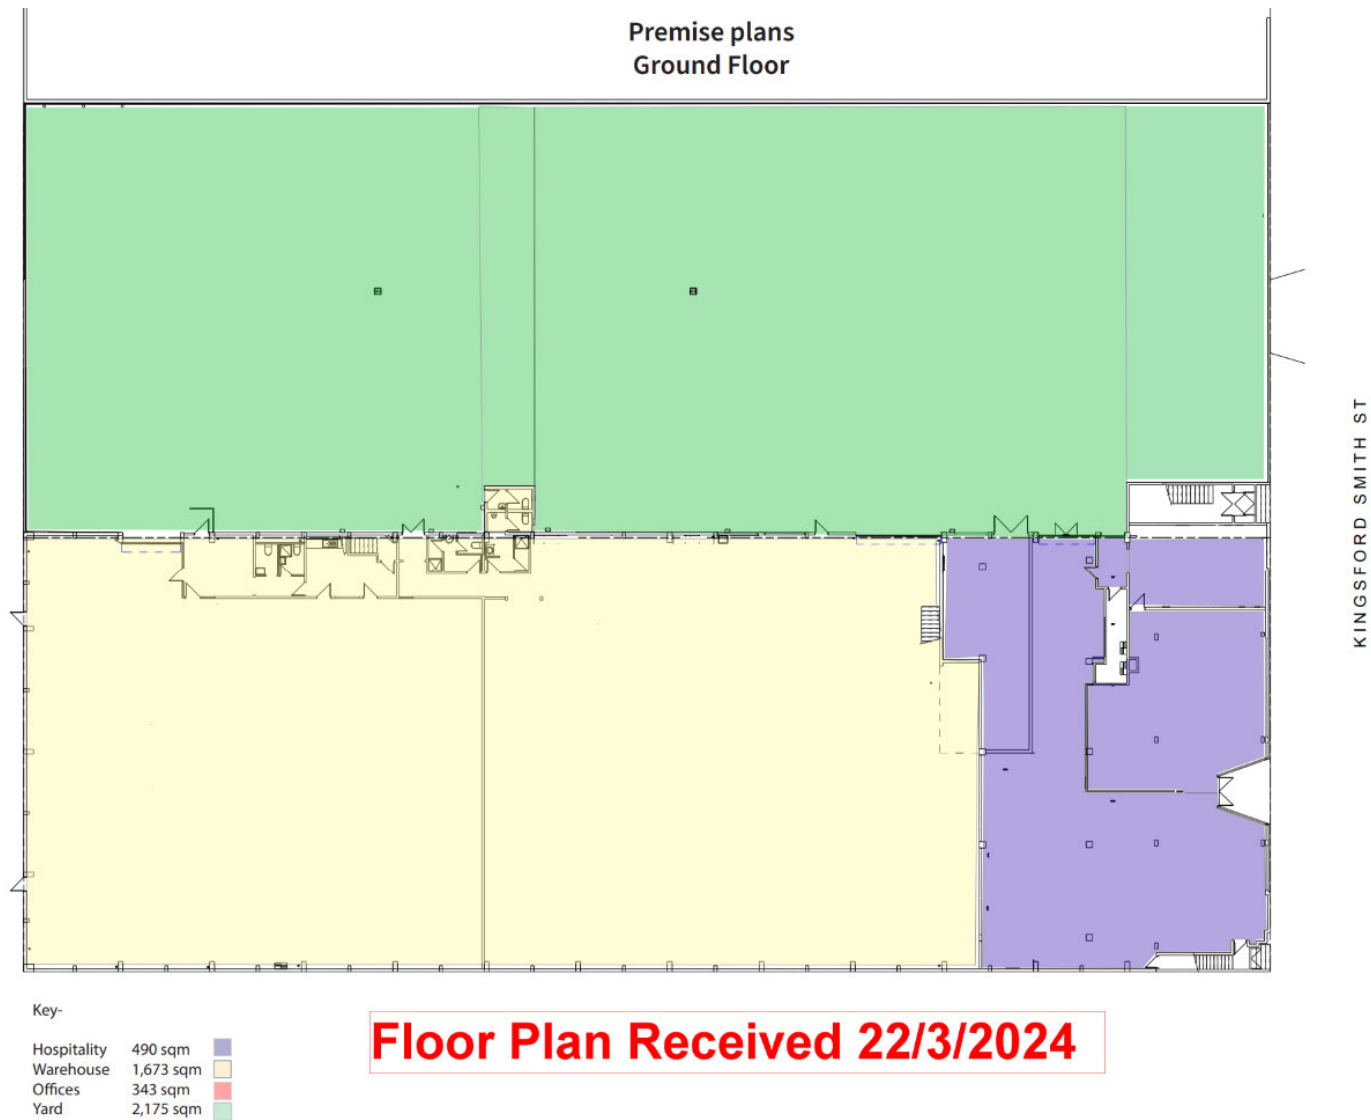 Premise plans
Ground Floor
KINGSFORD SMITH ST
Key-
Hospitality 490 sqm
Warehouse 1,673 sqm
Offices 343 sqm
Yard 2,175 sqm
Floor Plan Received 22/3/2024